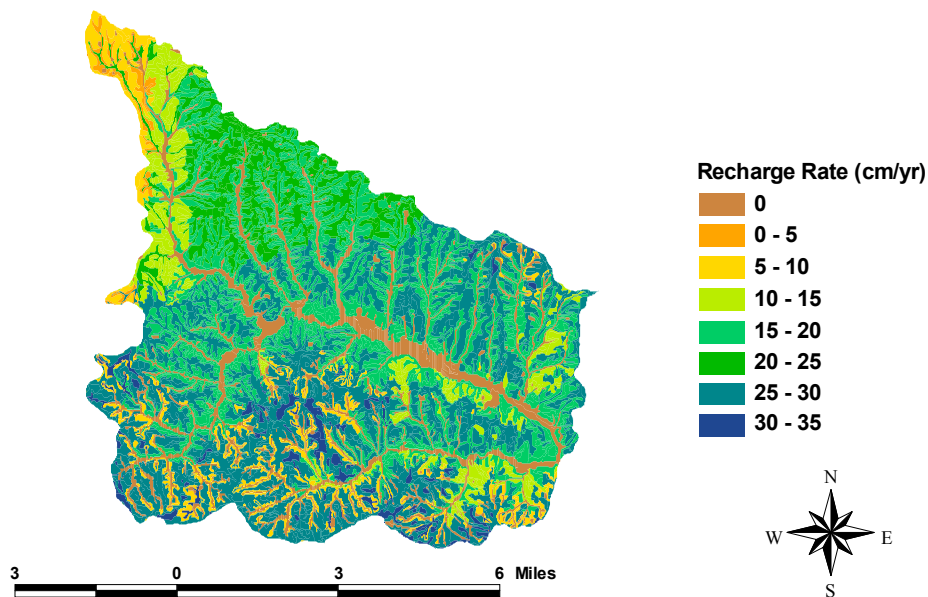 Recharge Rate (cm/yr)
0
0 - 5
5 - 10
10 - 15
15 - 20
20 - 25
25 - 30
30 - 35
N
W E
S
3 0 3 6 Miles